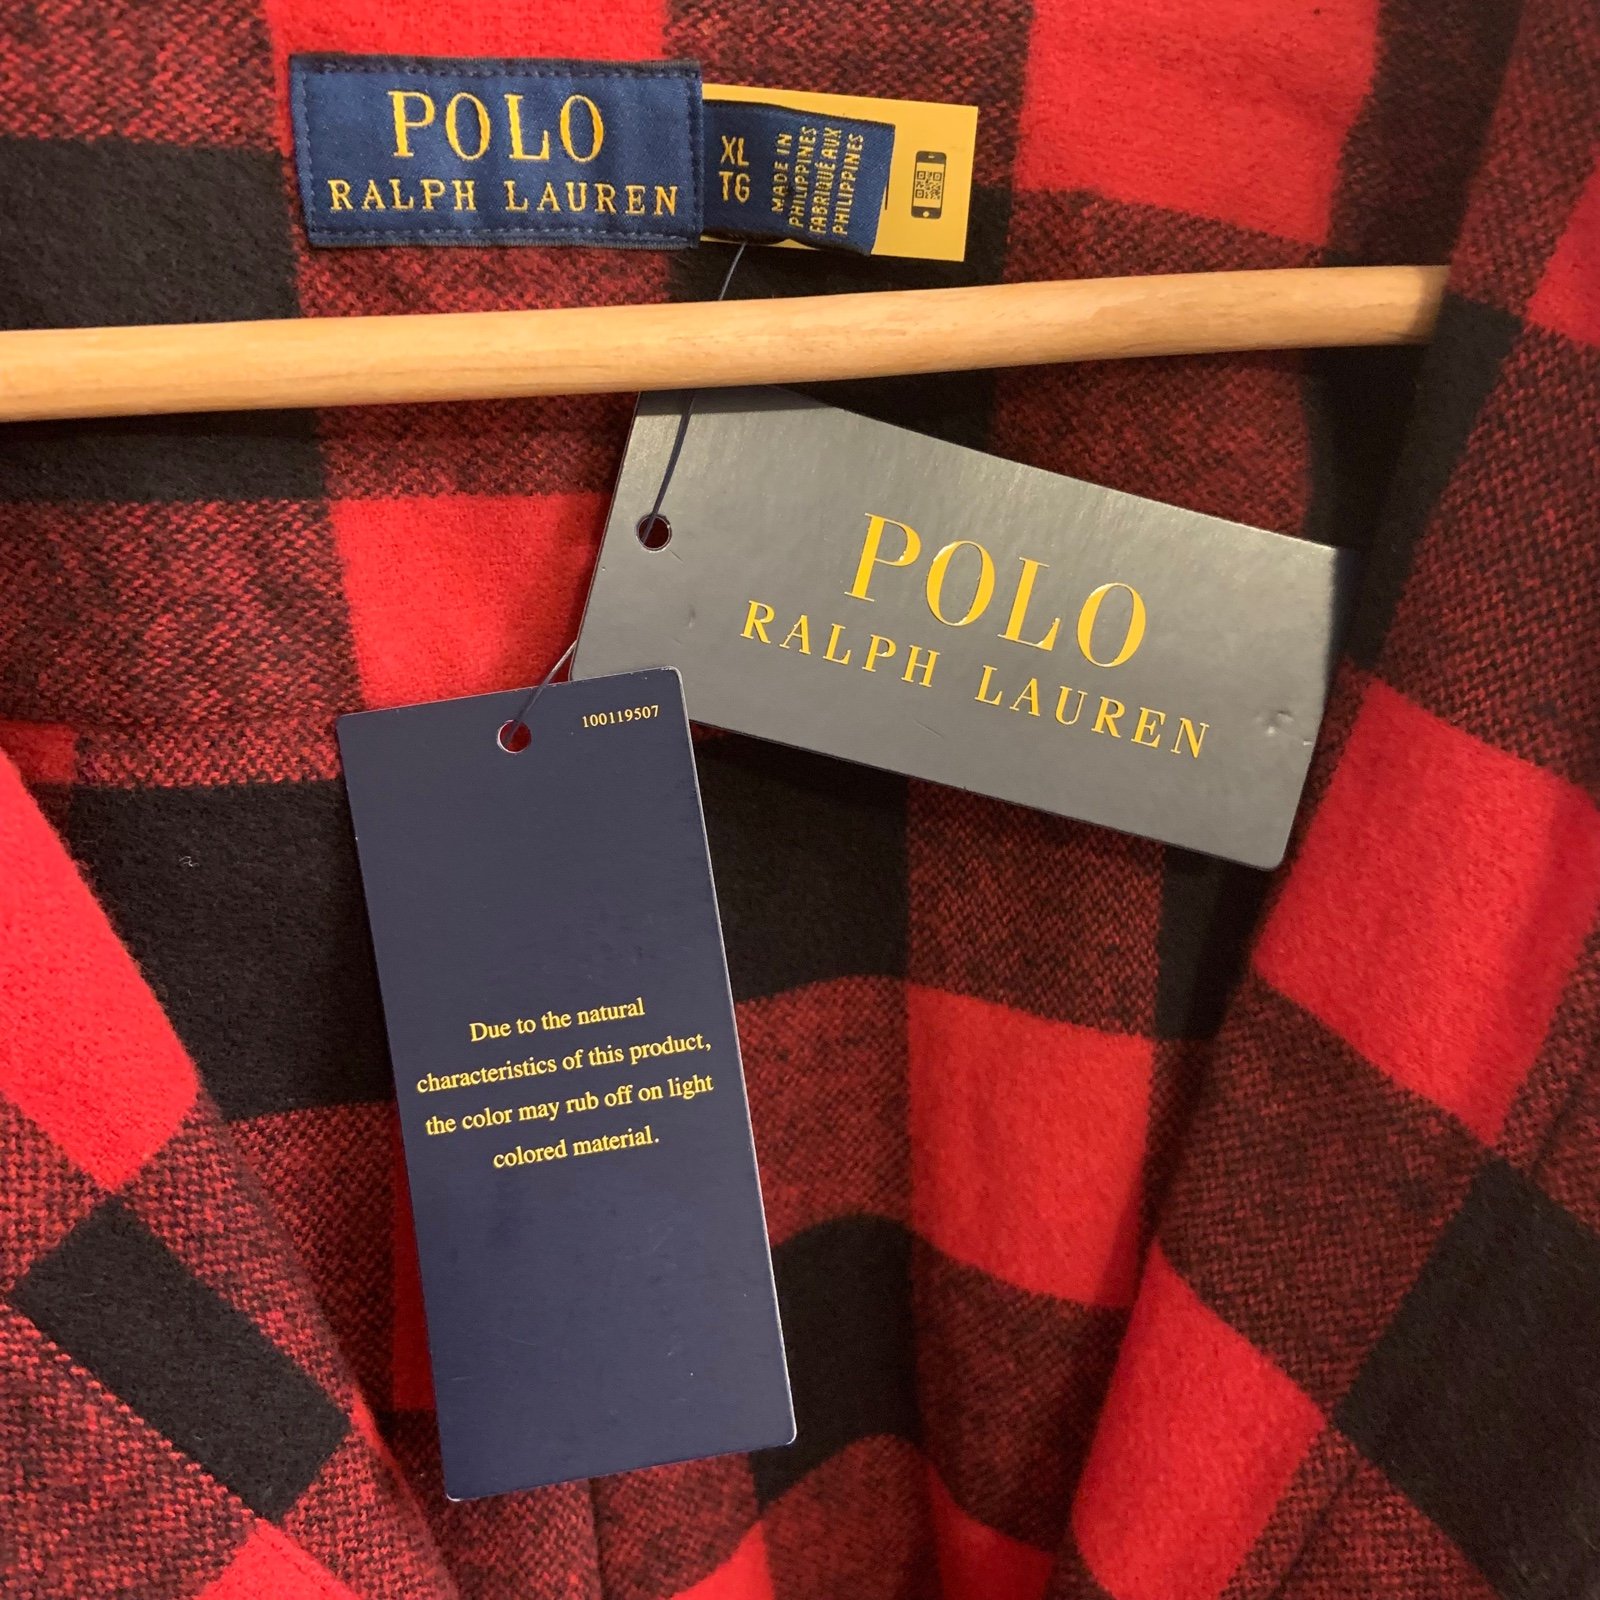 POLO
RALPH LAUREN
XL
TG
MADE IN
PHILIPPINES
FABRIQUÉ AUX
PHILIPPINES
POLO
RALPH LAUREN
100119507
Due to the natural
characteristics of this product,
the color may rub off on light
colored material.